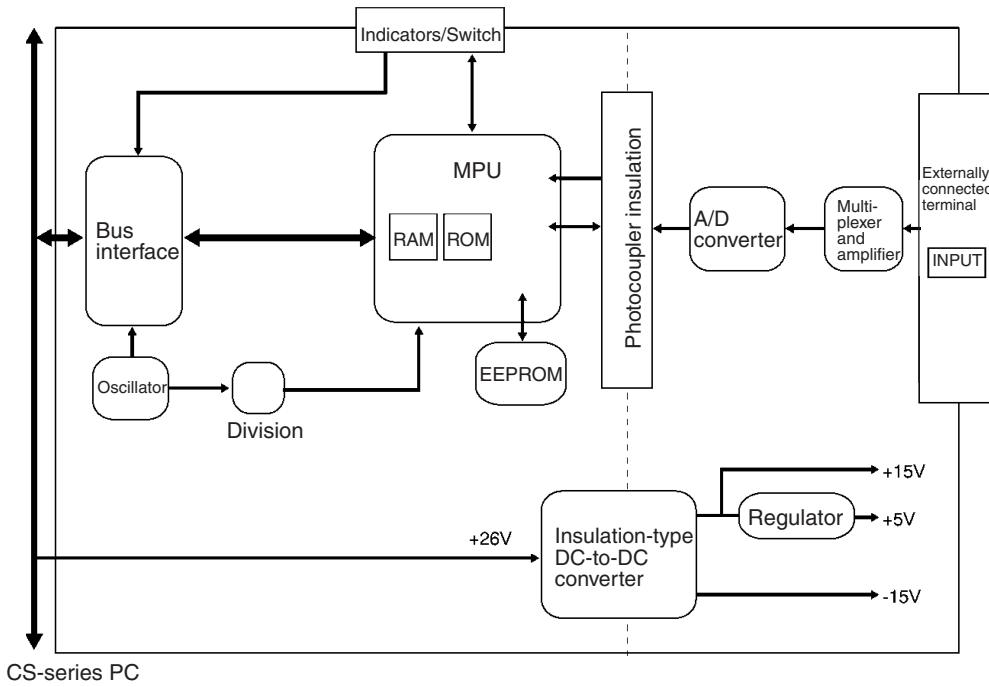 Indicators/Switch
MPU
RAM
ROM
Bus
interface
Photocoupler insulation
A/D
converter
Multi-
plexer
and
amplifier
Externally
connected
terminal
INPUT
Oscillator
Division
EEPROM
+26V
Insulation-type
DC-to-DC
converter
+15V
Regulator
+5V
-15V
CS-series PC